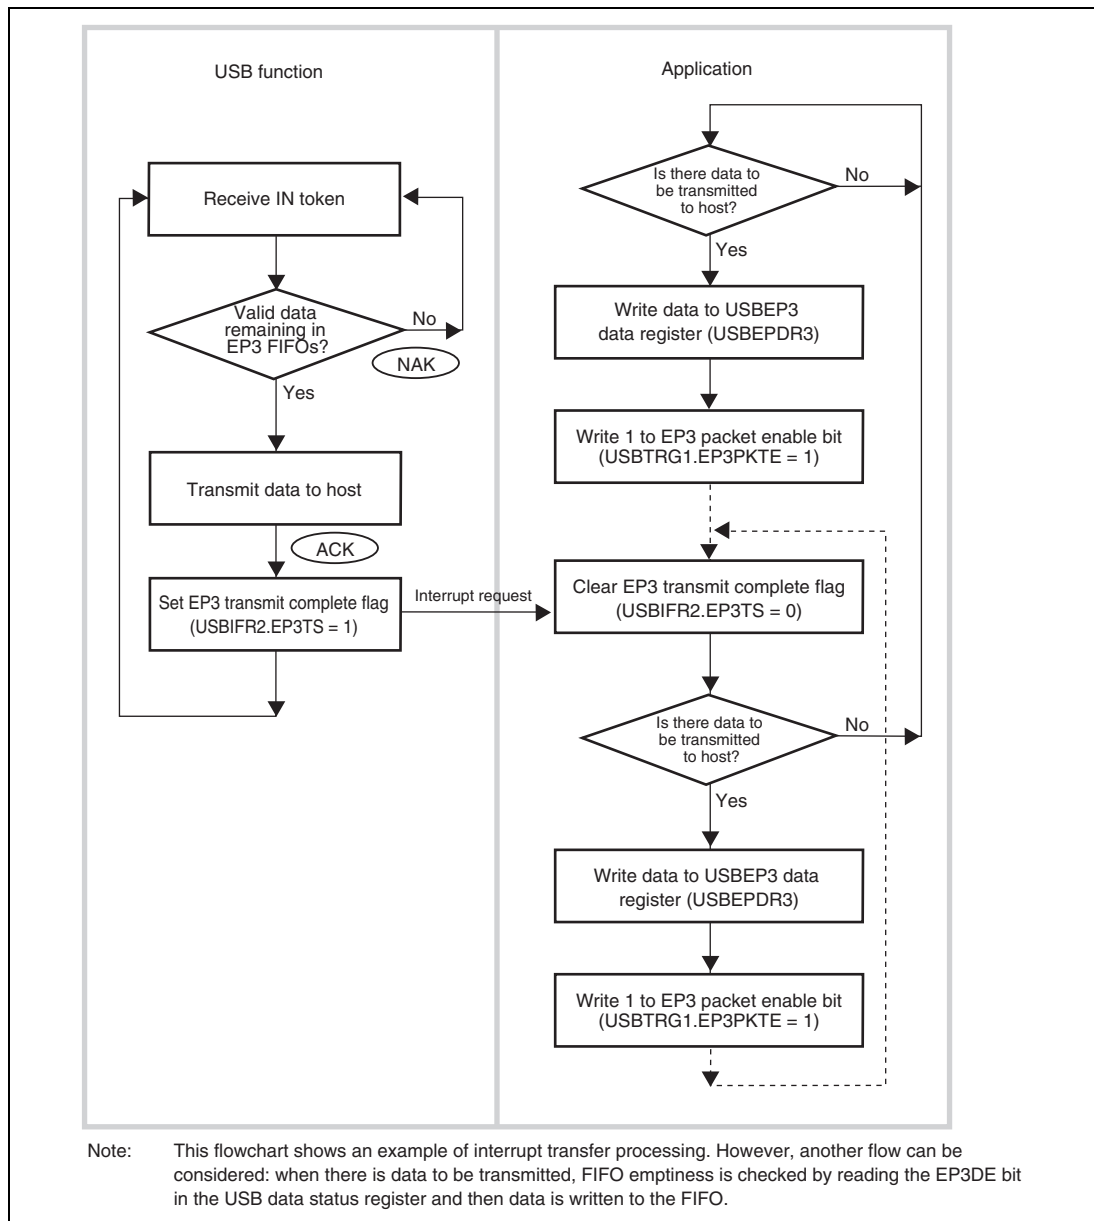 USB function
Receive IN token
Valid data
remaining in
EP3 FIFOs?
No
NAK
Yes
Transmit data to host
ACK
Set EP3 transmit complete flag
(USBIFR2.EP3TS = 1)
Interrupt request
Application
Is there data to
be transmitted
to host?
No
Yes
Write data to USBEP3
data register (USBEPDR3)
Write 1 to EP3 packet enable bit
(USBTRG1.EP3PKTE = 1)
Clear EP3 transmit complete flag
(USBIFR2.EP3TS = 0)
Is there data to
be transmitted
to host?
No
Yes
Write data to USBEP3 data
register (USBEPDR3)
Write 1 to EP3 packet enable bit
(USBTRG1.EP3PKTE = 1)
Note: This flowchart shows an example of interrupt transfer processing. However, another flow can be
considered: when there is data to be transmitted, FIFO emptiness is checked by reading the EP3DE bit
in the USB data status register and then data is written to the FIFO.